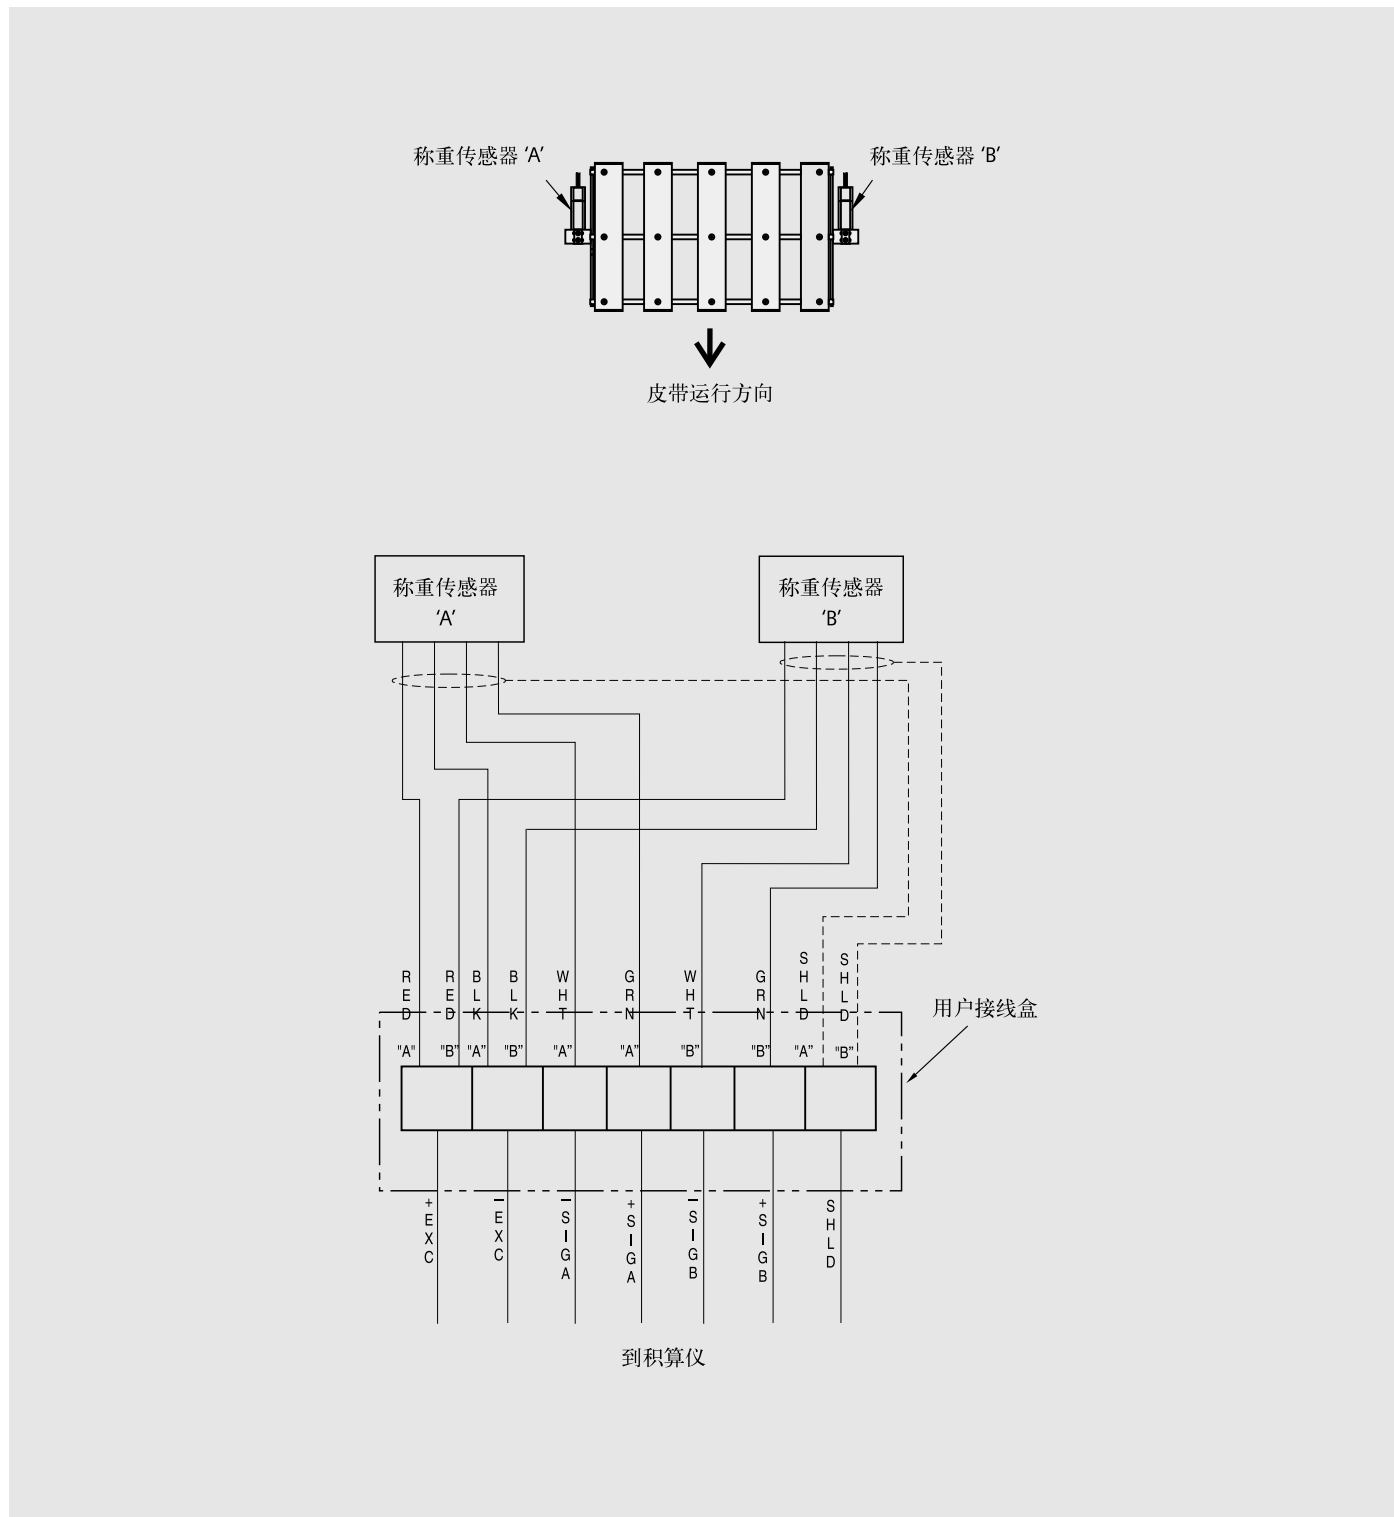 称重传感器 ‘A’
称重传感器 ‘B’
皮带运行方向
称重传感器
‘A’
称重传感器
‘B’
RED "A"
RED "B”
BLK "A”
BLK "B”
WHT "A”
GRN "A”
WHT "B”
GRN "B”
SHLD "A”
SHLD "B”
用户接线盒
+EXC
–EXC
–SIGA
+SIGA
–SIGB
+SIGB
SHLD
到积算仪